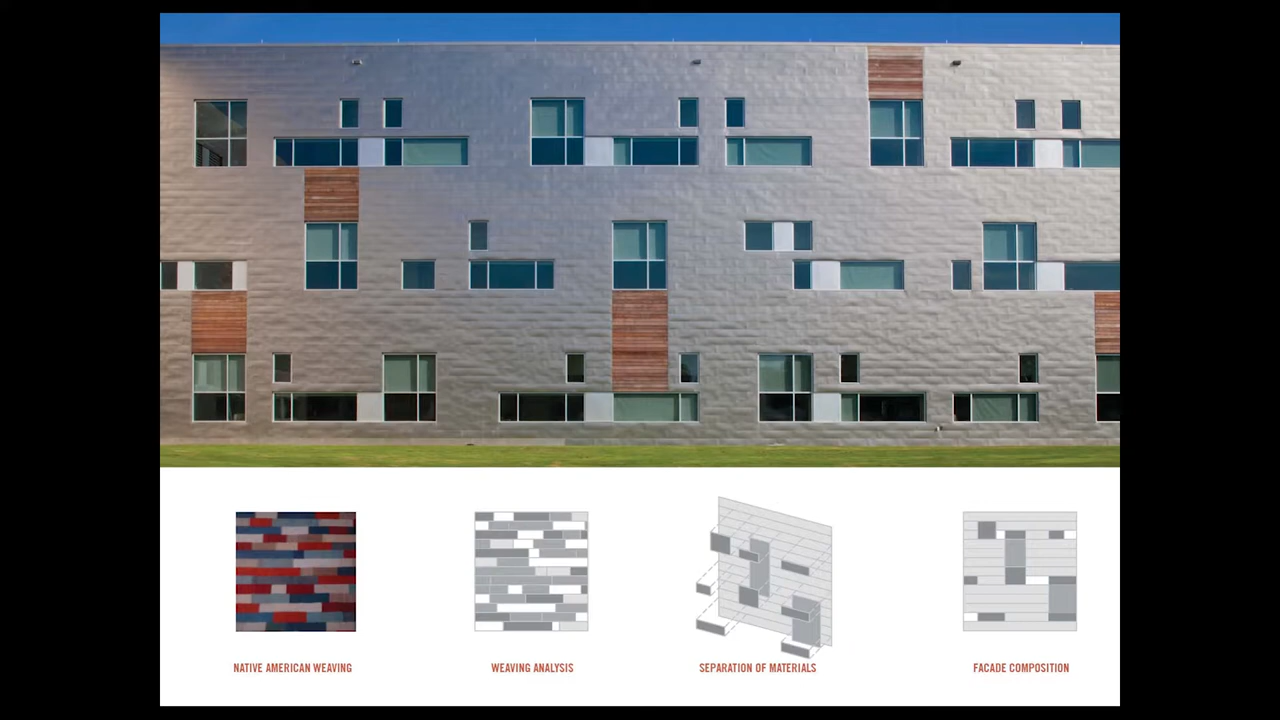 NATIVE AMERICAN WEAVING
WEAVING ANALYSIS
SEPARATION OF MATERIALS
FACADE COMPOSITION